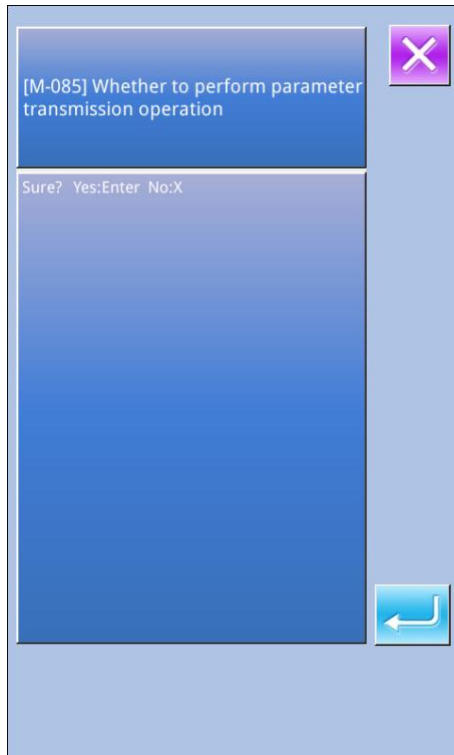 [M-085] Whether to perform parameter
transmission operation
Sure? Yes:Enter No:X